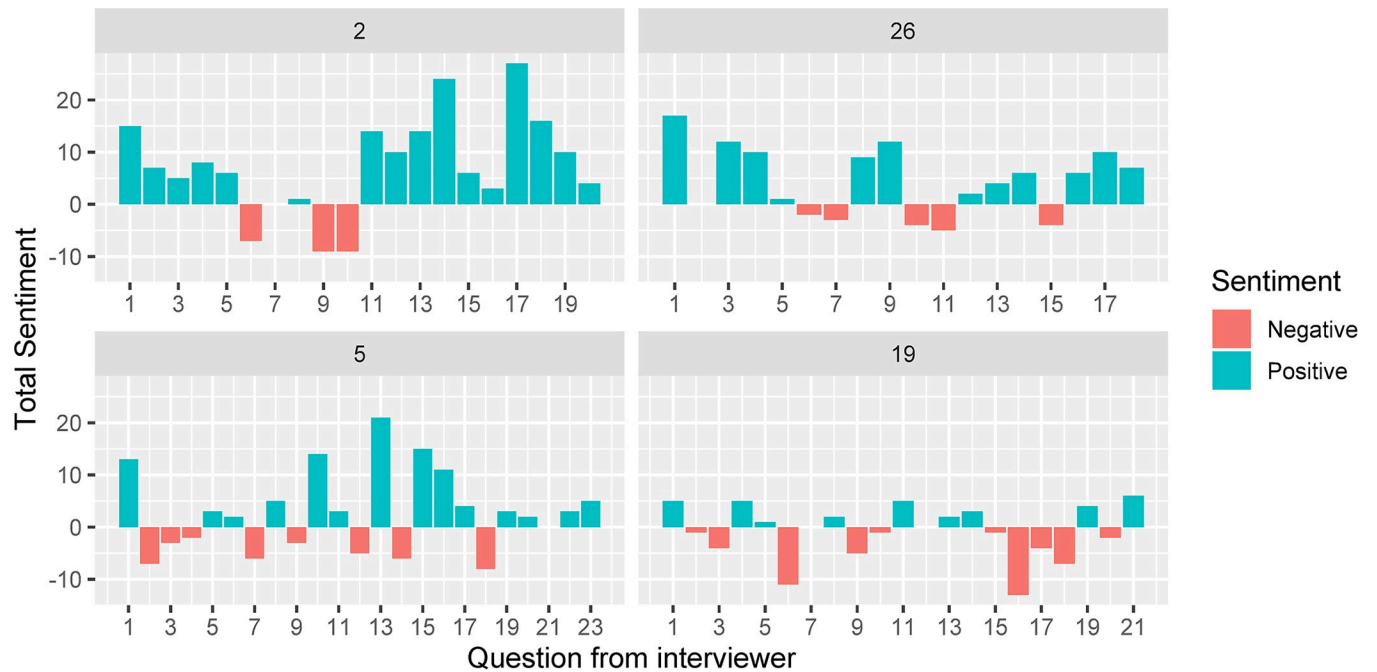 2
26
20
10
0
-10
1 3 5 7 9 11 13 15 17 19
1 3 5 7 9 11 13 15 17
Total Sentiment
5
19
20
10
0
-10
1 3 5 7 9 11 13 15 17 19 21 23
1 3 5 7 9 11 13 15 17 19 21
Question from interviewer
Sentiment
Negative
Positive